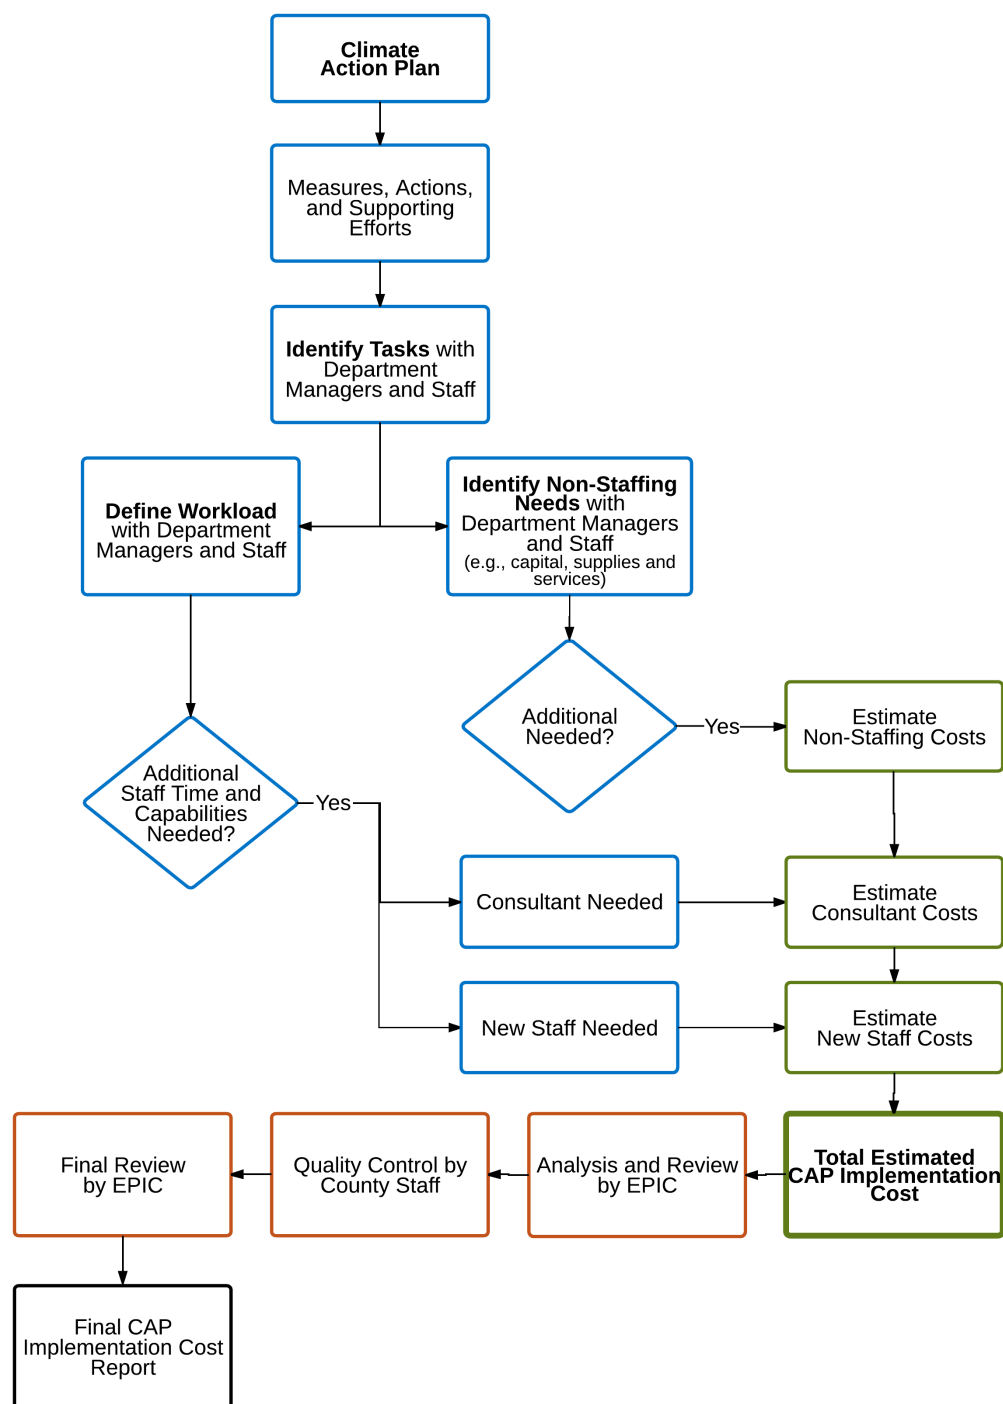 Climate
Action Plan
Measures, Actions,
and Supporting
Efforts
Identify Tasks with
Department
Managers and Staff
Define Workload
with Department
Managers and Staff
Identify Non-Staffing
Needs with
Department Managers
and Staff
(e.g., capital, supplies and
services)
Additional
Needed?
Yes
Estimate
Non-Staffing Costs
Additional
Staff Time and
Capabilities
Needed?
Yes
Consultant Needed
Estimate
Consultant Costs
New Staff Needed
Estimate
New Staff Costs
Final Review
by EPIC
Quality Control by
County Staff
Analysis and Review
by EPIC
Total Estimated
CAP Implementation
Cost
Final CAP
Implementation Cost
Report